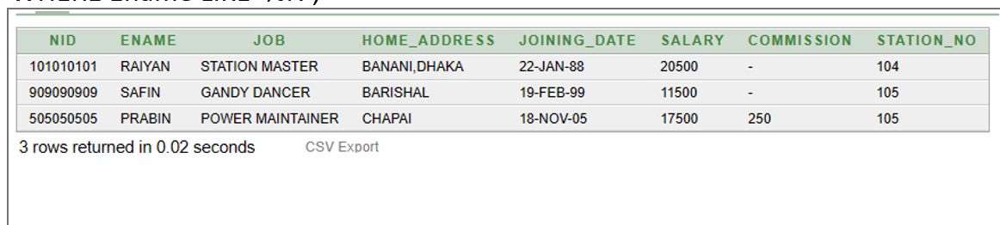 NID ENAME JOB HOME_ADDRESS JOINING_DATE SALARY COMMISSION STATION_NO
101010101 RAIYAN STATION MASTER BANANI,DHAKA 22-JAN-88 20500 - 104
909090909 SAFIN GANDY DANCER BARISHAL 19-FEB-99 11500 - 105
505050505 PRABIN POWER MAINTAINER CHAPAI 18-NOV-05 17500 250 105
3 rows returned in 0.02 seconds CSV Export